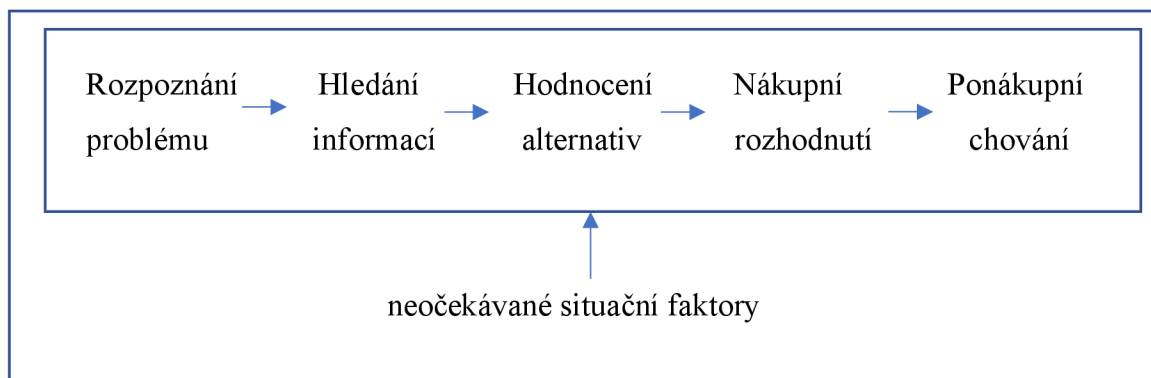 Rozpoznání problému
Hledání informací
Hodnocení alternativ
Nákupní rozhodnutí
Ponákupní chování
neočekávané situační faktory